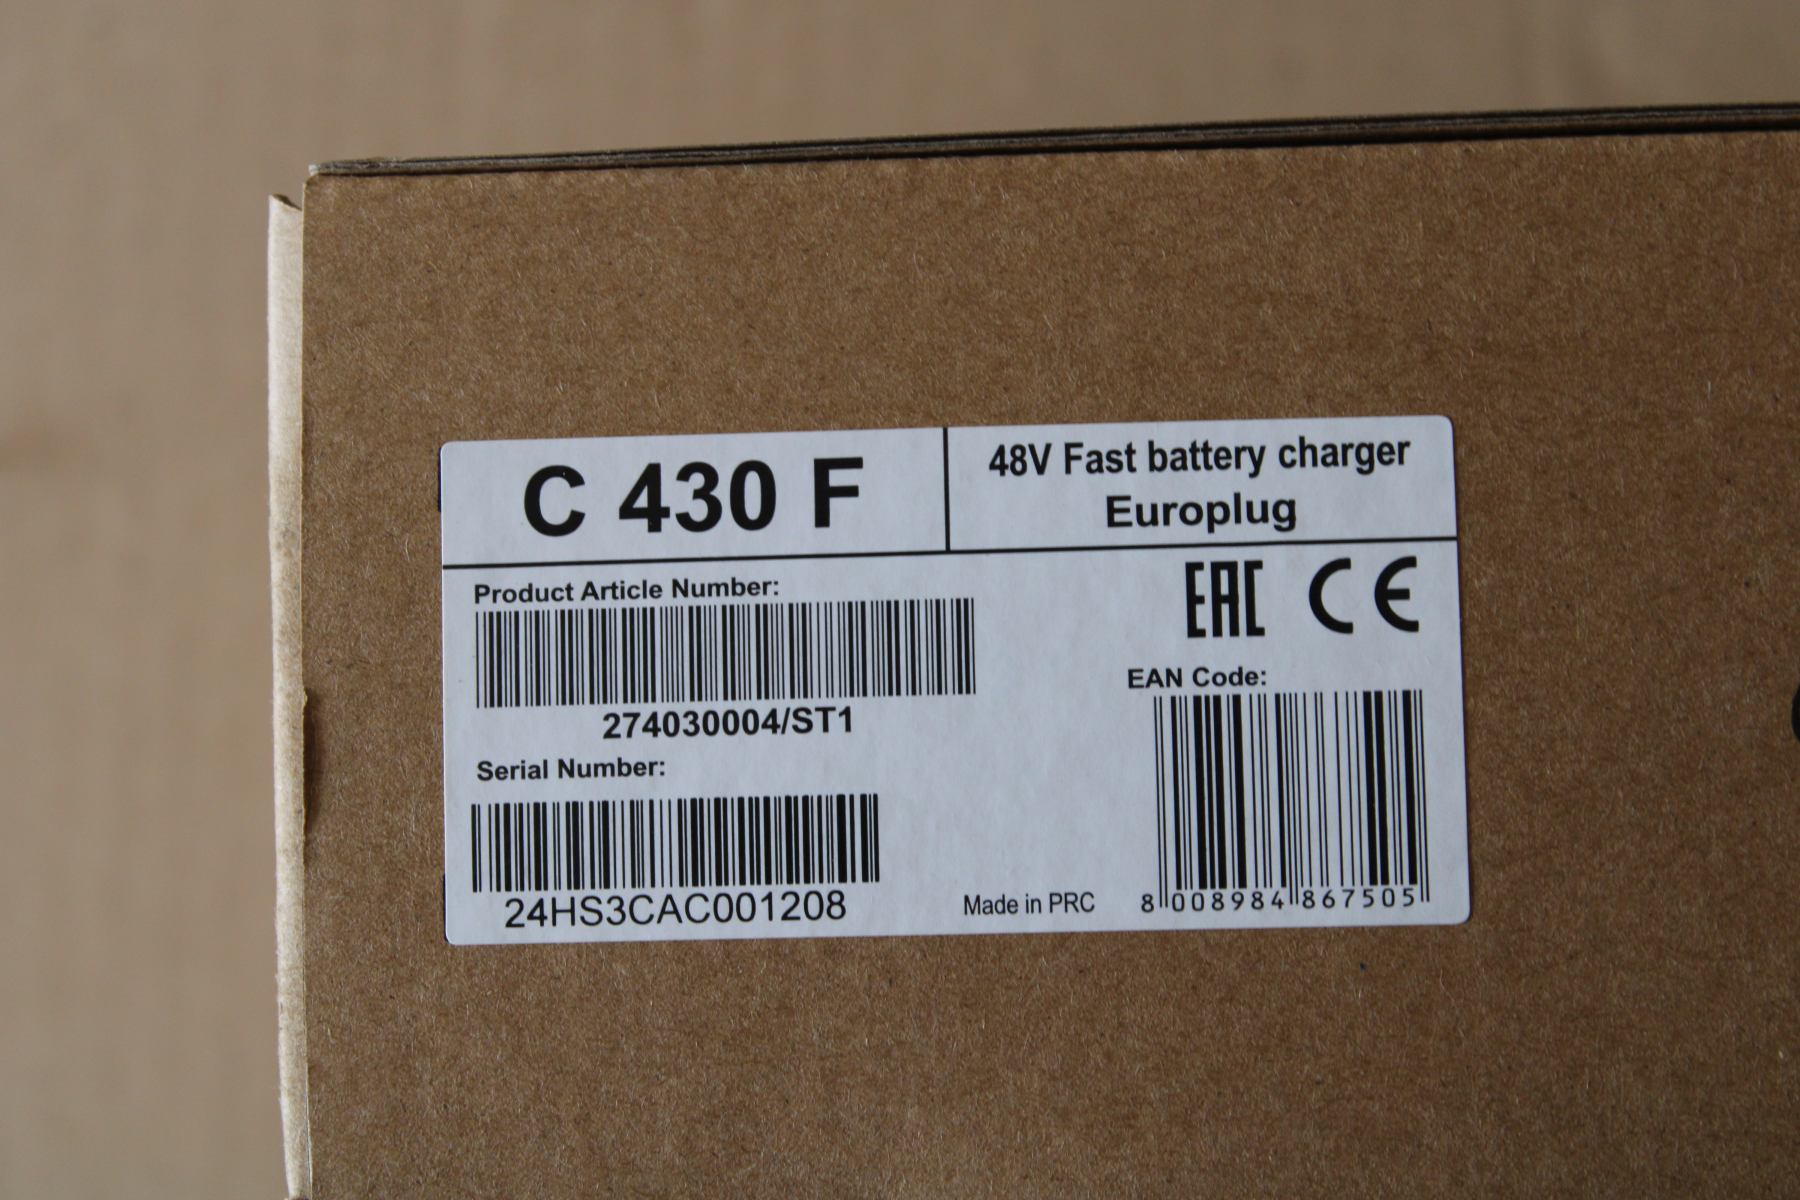 C 430 F
48V Fast battery charger
Europlug
Product Article Number:
274030004/ST1
EAC CE
EAN Code:
Serial Number:
24HS3CAC001208
Made in PRC
8 008984 867505